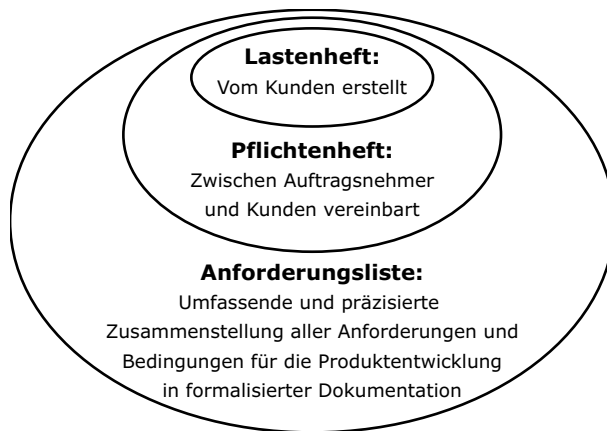 Lastenheft:
Vom Kunden erstellt
Pflichtenheft:
Zwischen Auftragsnehmer
und Kunden vereinbart
Anforderungsliste:
Umfassende und präzisierte
Zusammenstellung aller Anforderungen und
Bedingungen für die Produktentwicklung
in formalisierter Dokumentation